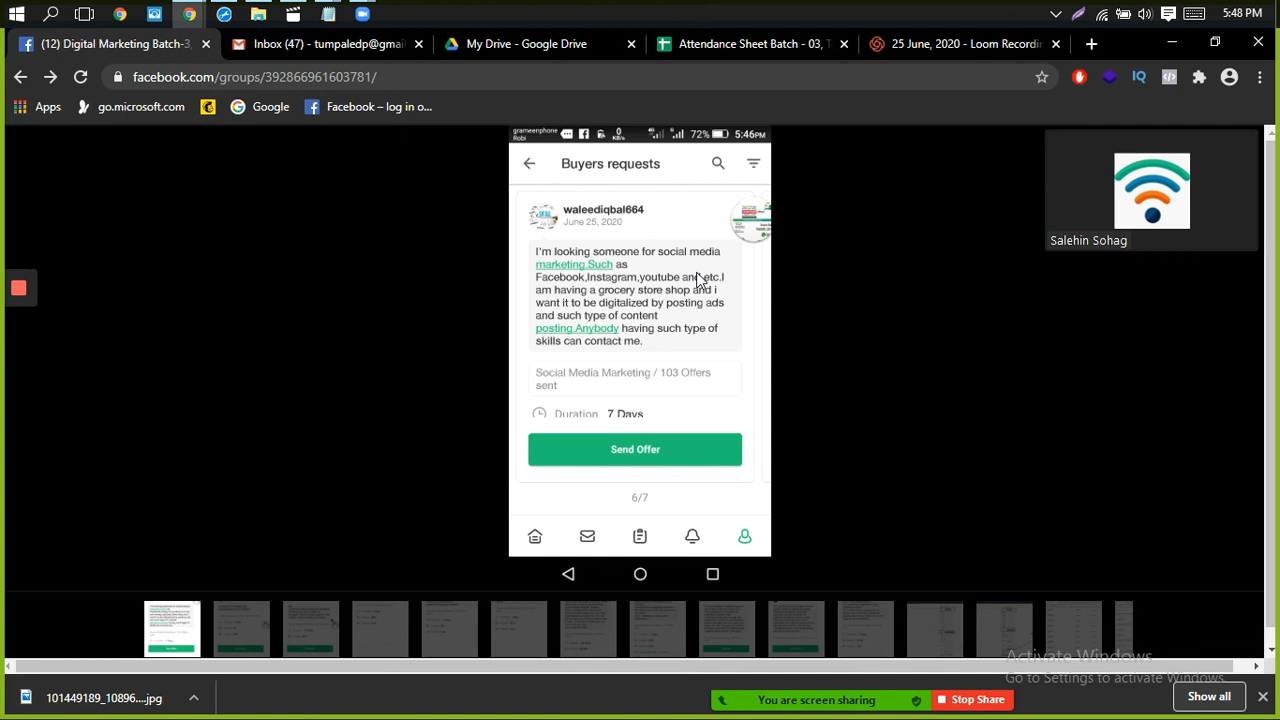 5:48 PM
(12) Digital Marketing Batch-3,
Inbox (47) - tumpaledp@gmai
My Drive - Google Drive
Attendance Sheet Batch - 03, T
25 June, 2020 - Loom Recordin
facebook.com/groups/392866961603781/
Apps
go.microsoft.com
Google
Facebook – log in o...
grameenphone
Robi
0
KB/s
72%
5:46PM
Buyers requests
waleediqbal664
June 25, 2020
I'm looking someone for social media
marketing.Such as
Facebook,Instagram,youtube and etc.I
am having a grocery store shop and i
want it to be digitalized by posting ads
and such type of content
posting.Anybody having such type of
skills can contact me.
Social Media Marketing / 103 Offers
sent
Duration 7 Days
Send Offer
6/7
Salehin Sohag
Activate Windows
Go to Settings to activate Windows.
101449189_10896....jpg
You are screen sharing
Stop Share
Show all